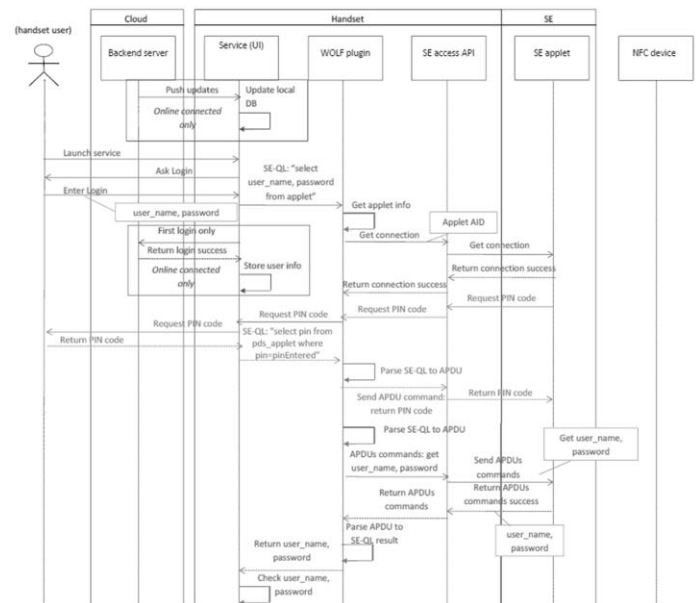 Cloud
Handset
SE
(handset user)
Backend server
Service (UI)
WOLF plugin
SE access API
SE applet
NFC device
Push updates
Update local
DB
Online connected
only
Launch service
Ask Login
SE-QL: "select
user_name, password
from applet"
Enter Login
user_name, password
Get applet info
Applet AID
Get connection
Get connection
First login only
Return login success
Return connection success
Online connected
only
Store user info
Return connection success
Request PIN code
Request PIN code
Request PIN code
Request PIN code
SE-QL: "select pin from
pds_applet where
pin=pinEntered"
Return PIN code
Parse SE-QL to APDU
Send APDU command:
return PIN code
Return PIN code
Parse SE-QL to APDU
Get user_name,
password
APDUs commands: get
user_name, password
Send APDUs
commands
Return APDUs
commands success
Return APDUs
commands
user_name,
password
Parse APDU to
SE-QL result
Return user_name,
password
Check user_name,
password